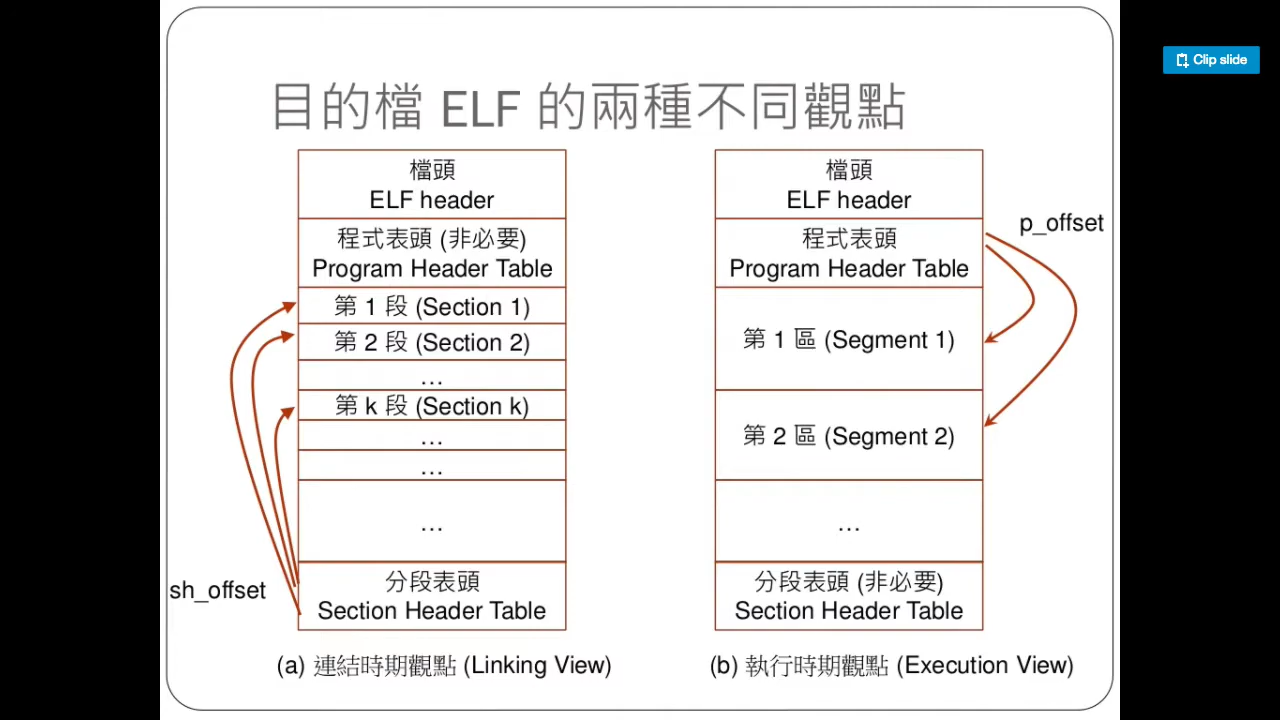 Clip slide
目的檔 ELF 的兩種不同觀點
檔頭
ELF header
程式表頭 (非必要)
Program Header Table
第 1 段 (Section 1)
第 2 段 (Section 2)
…
第 k 段 (Section k)
…
…
…
分段表頭
Section Header Table
sh_offset
(a) 連結時期觀點 (Linking View)
檔頭
ELF header
程式表頭
Program Header Table
p_offset
第 1 區 (Segment 1)
第 2 區 (Segment 2)
…
分段表頭 (非必要)
Section Header Table
(b) 執行時期觀點 (Execution View)